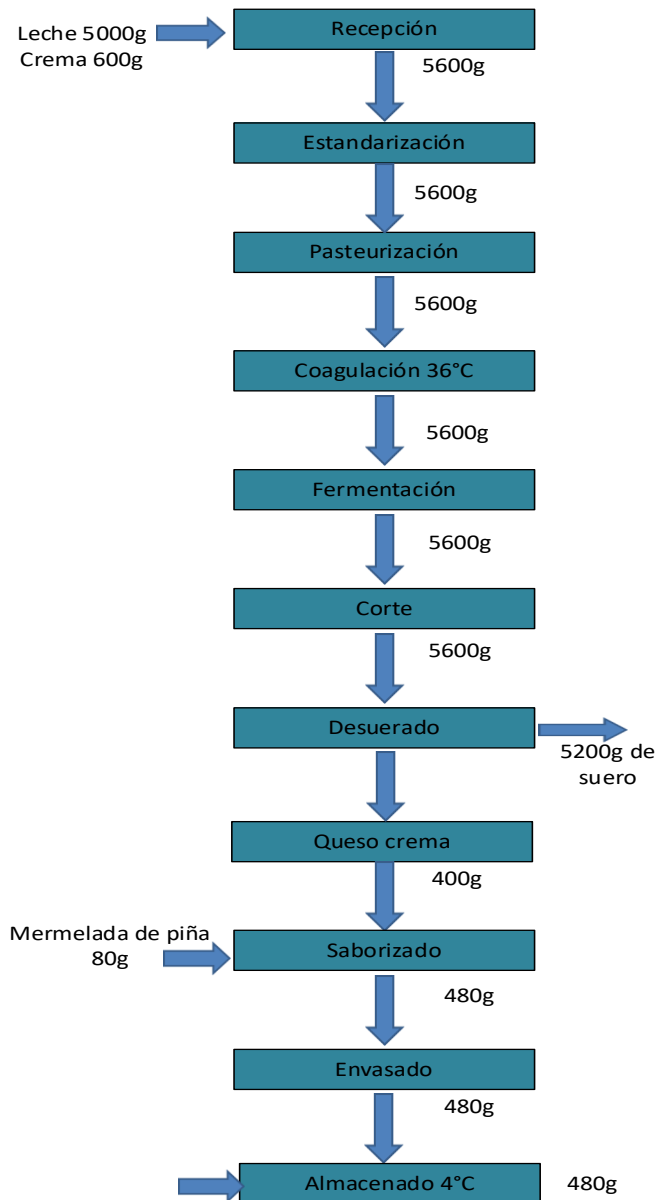 Leche 5000g
Crema 600g
Recepción
5600g
Estandarización
5600g
Pasteurización
5600g
Coagulación 36°C
5600g
Fermentación
5600g
Corte
5600g
Desuerado
5200g de
suero
Queso crema
400g
Mermelada de piña
80g
Saborizado
480g
Envasado
480g
Almacenado 4°C
480g